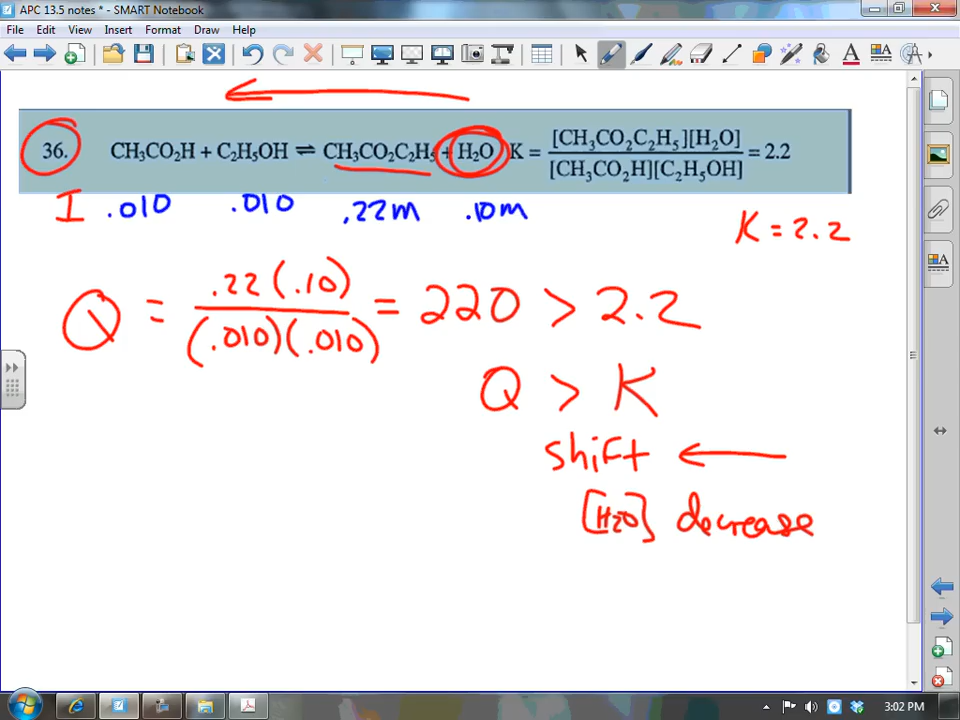 APC 13.5 notes * - SMART Notebook
File Edit View Insert Format Draw Help
36. CH₃CO₂H + C₂H₅OH ⇌ CH₃CO₂C₂H₅ + H₂O K = [CH₃CO₂C₂H₅][H₂O] / [CH₃CO₂H][C₂H₅OH] = 2.2
I .010 .010 .22m .10m
K = 2.2
Q = .22 (.10) / (.010)(.010) = 220 > 2.2
Q > K
shift ←
[H₂O] decrease
3:02 PM